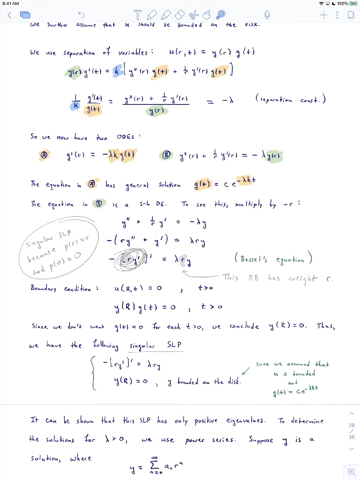 9:41 AM
We further assume that u should be bounded on the disk.
We use separation of variables: u(r,t) = y(r) g(t)
y(r) g'(t) = k [ y''(r) g(t) + 1/r y'(r) g(t) ]
1/k g'(t)/g(t) = (y''(r) + 1/r y'(r))/y(r) = -λ (separation const.)
So we now have two ODEs:
g'(t) = -λk g(t) y''(r) + 1/r y'(r) = -λ y(r)
The equation in has general solution g(t) = c e^{-λkt}
The equation in is a S-L DE. To see this, multiply by -r:
y'' + 1/r y' = -λy
-(ry'' + y') = λry
-[ry']' = λry (Bessel's equation)
Singular SLP
because p(r)=r
and p(0)=0
This DE has weight r.
Boundary condition: u(R,t) = 0, t>0
y(R) g(t) = 0, t>0
Since we don't want g(t)=0 for each t>0, we conclude y(R)=0. Thus,
we have the following singular SLP
-[ry']' = λry
y(R) = 0, y bounded on the disk.
since we assumed that
u is bounded
and
g(t) = c e^{-λkt}
It can be shown that this SLP has only positive eigenvalues. To determine
the solutions for λ>0, we use power series. Suppose y is a
solution, where
y = ∑_{n=0}^{∞} a_n r^n